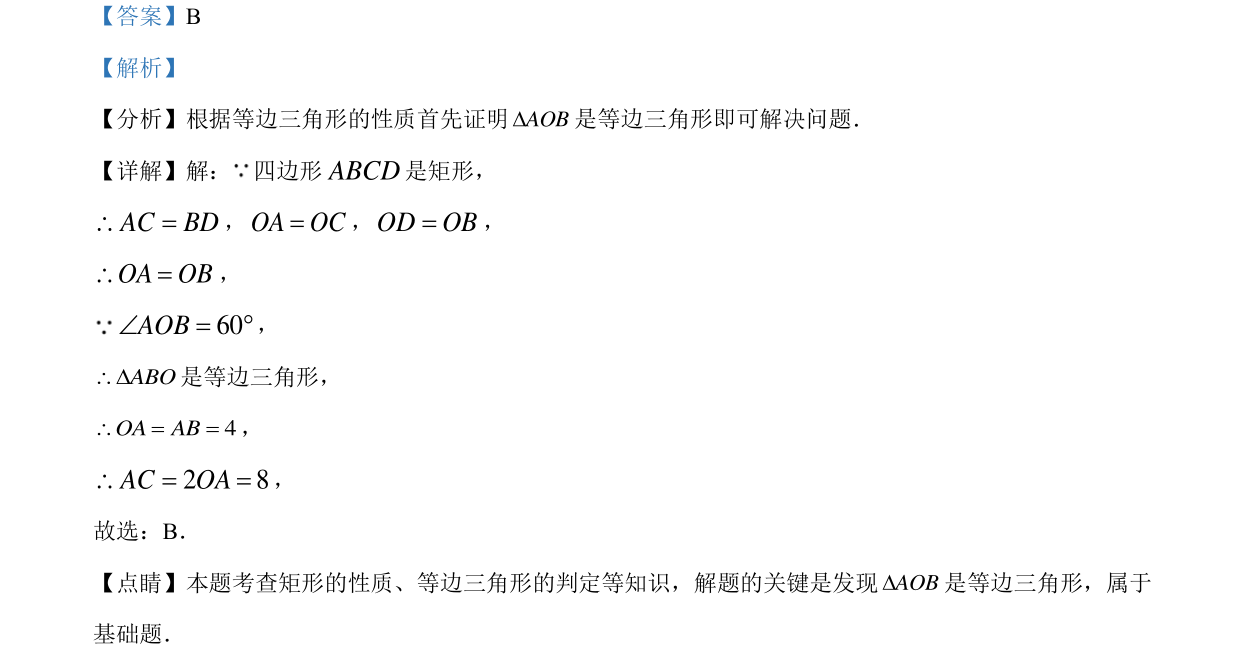 【答案】B
【解析】
【分析】根据等边三角形的性质首先证明ΔAOB是等边三角形即可解决问题．
【详解】解：∵四边形ABCD是矩形，
∴AC=BD，OA=OC，OD=OB，
∴OA=OB，
∵∠AOB=60°，
∴ΔABO是等边三角形，
∴OA=AB=4，
∴AC=2OA=8，
故选：B．
【点睛】本题考查矩形的性质、等边三角形的判定等知识，解题的关键是发现ΔAOB是等边三角形，属于
基础题．